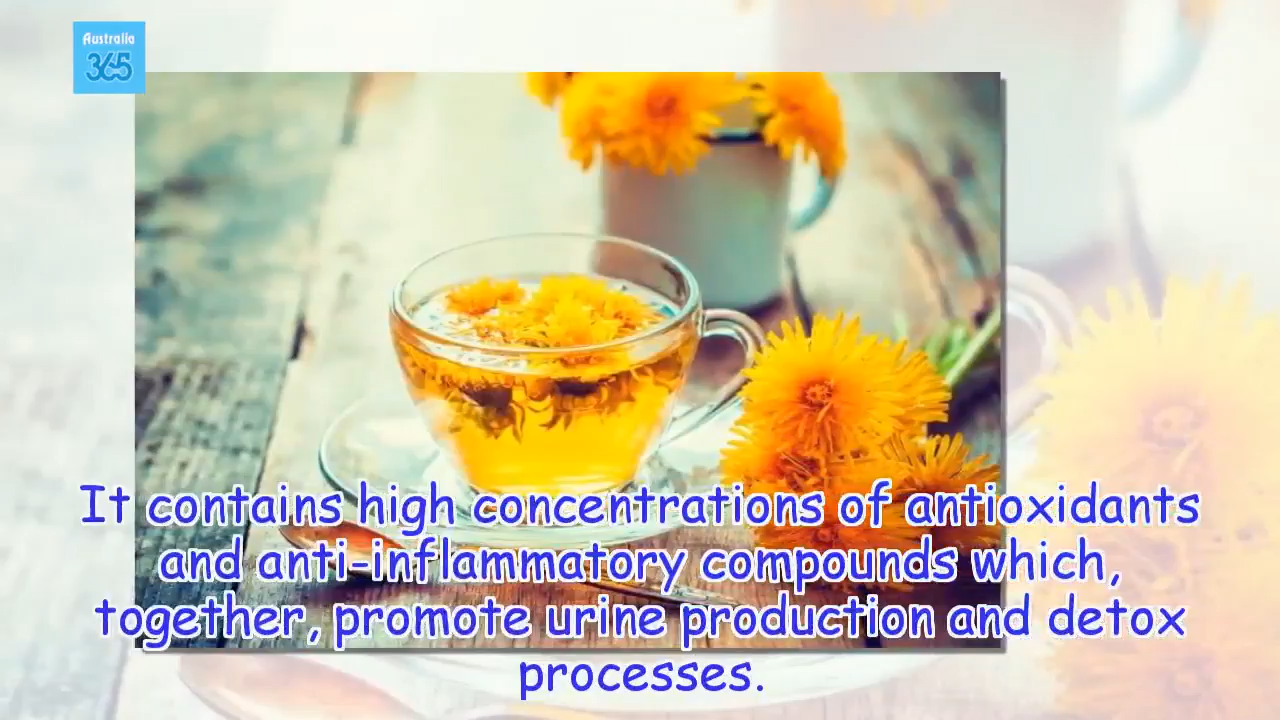 Australia
365
It contains high concentrations of antioxidants
and anti-inflammatory compounds which,
together, promote urine production and detox
processes.